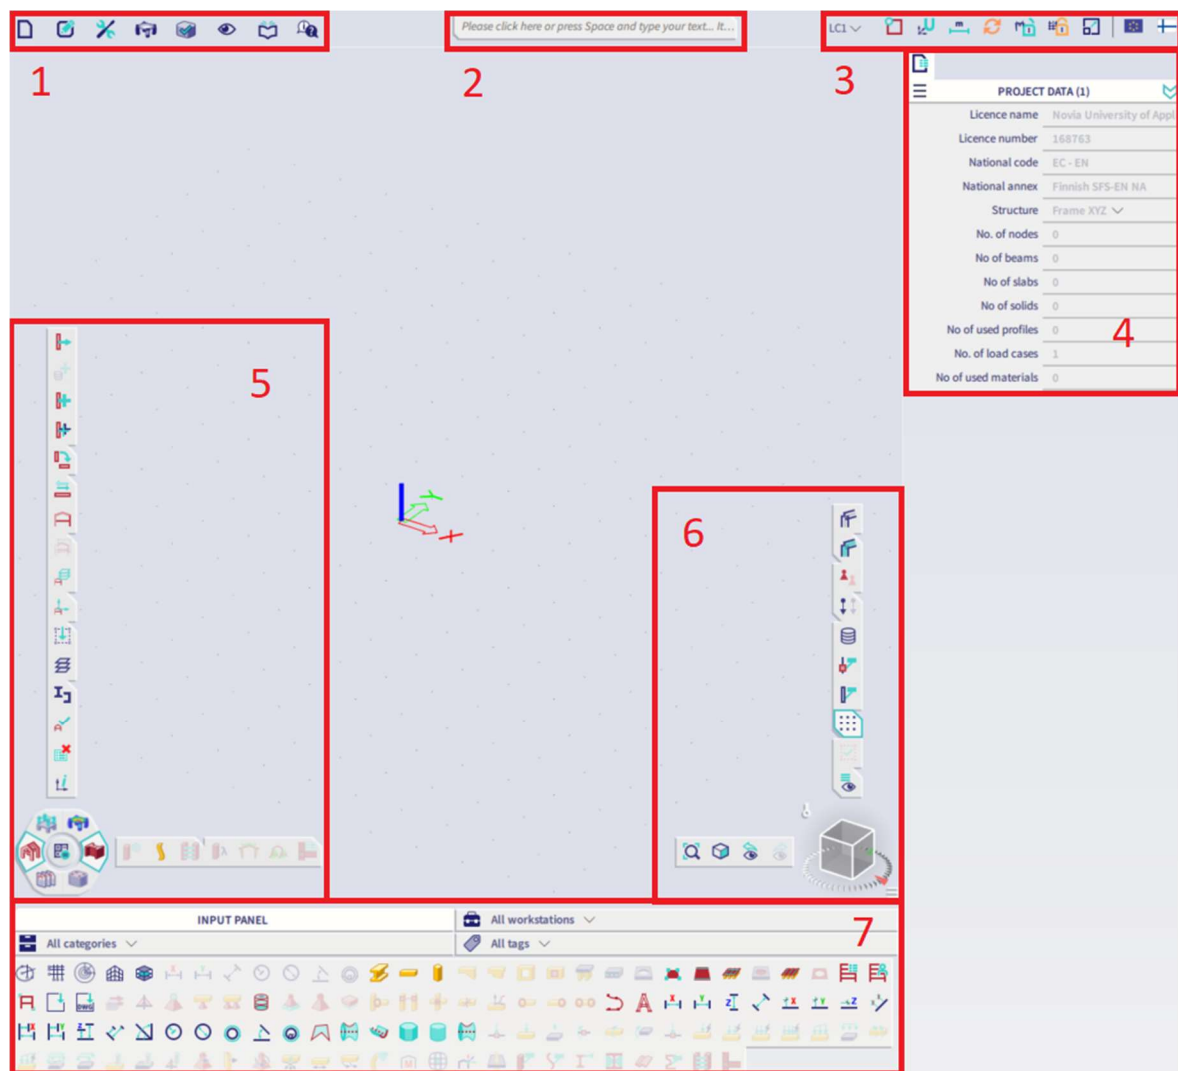 Please click here or press Space and type your text... It...
LC1
1
2
3
PROJECT DATA (1)
Licence name Novia University of Appl
Licence number 168763
National code EC - EN
National annex Finnish SFS-EN NA
Structure Frame XYZ
No. of nodes 0
No of beams 0
No of slabs 0
No of solids 0
No of used profiles 0
No. of load cases 1
No of used materials 0
4
5
Y
X
6
INPUT PANEL
All workstations
7
All categories
All tags